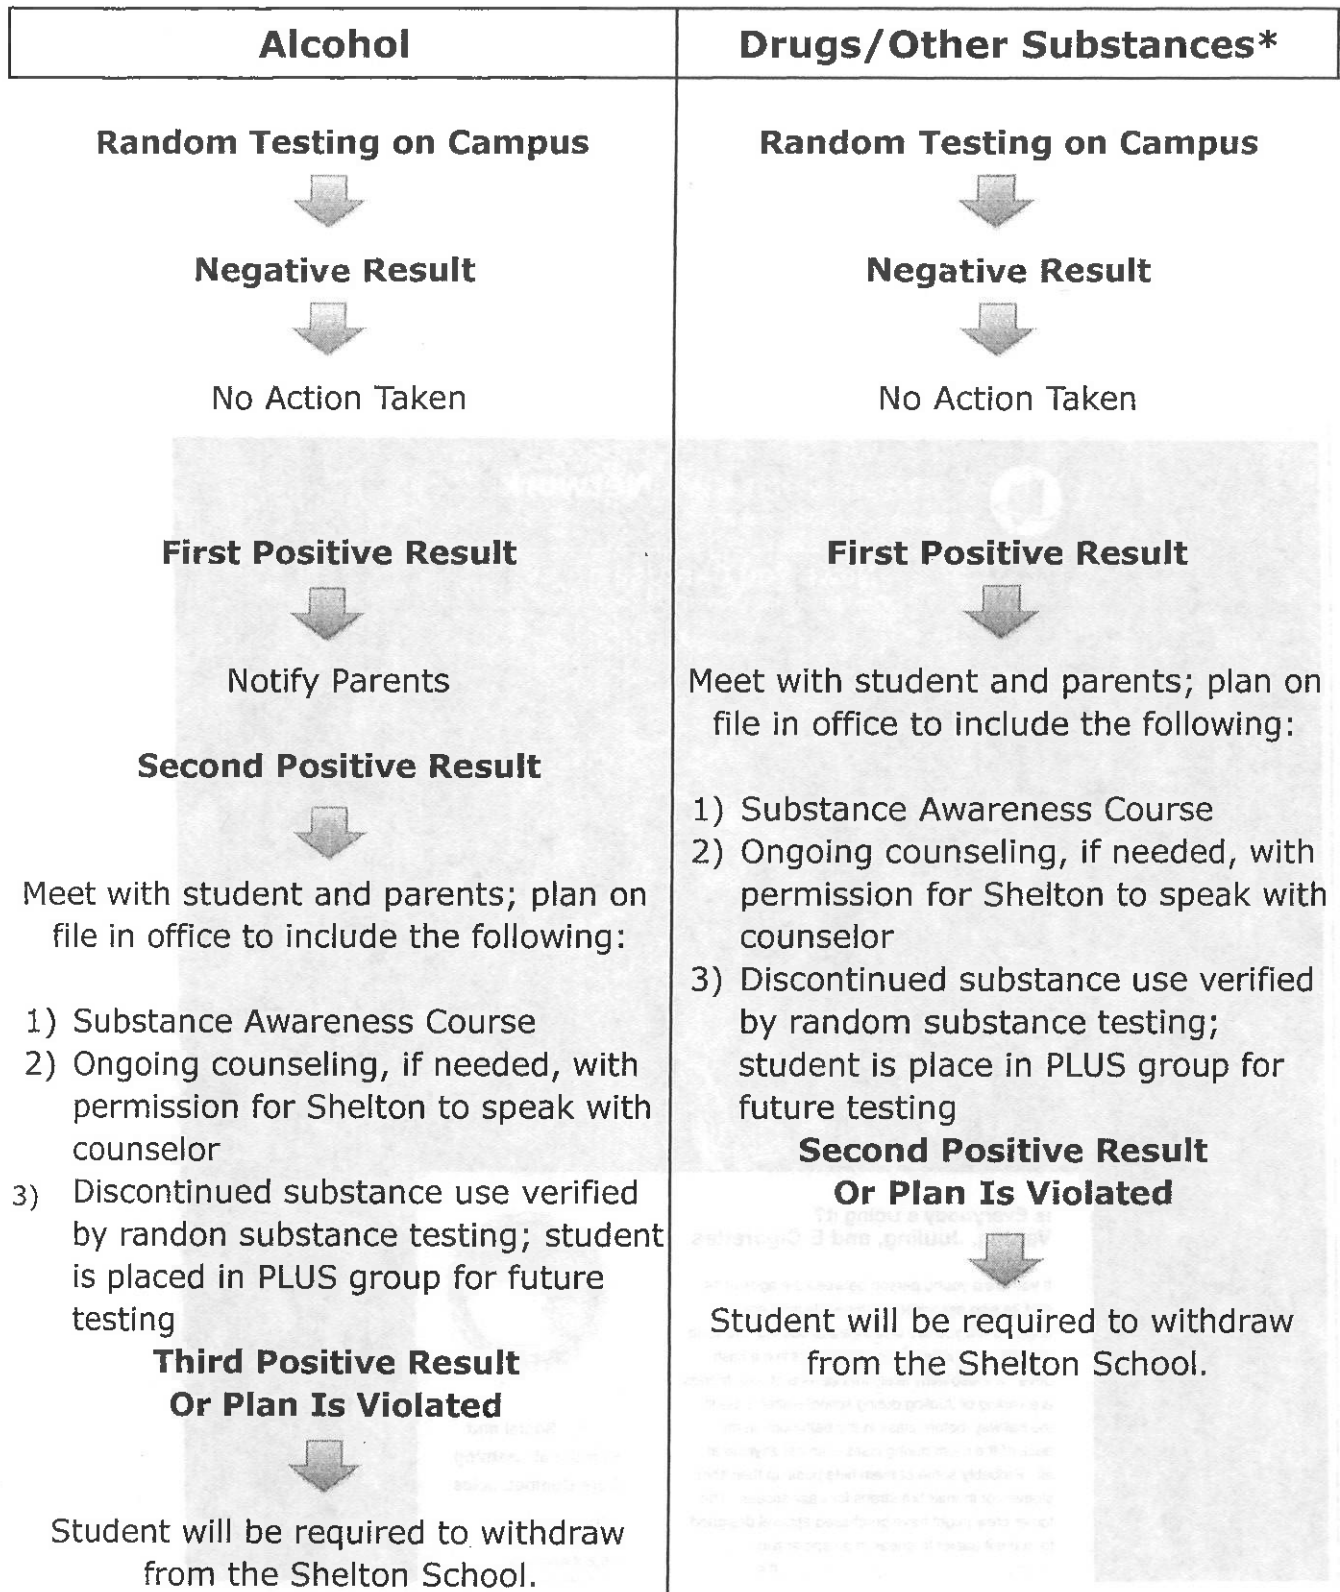 Alcohol
Random Testing on Campus
Negative Result
No Action Taken
First Positive Result
Notify Parents
Second Positive Result
Meet with student and parents; plan on
file in office to include the following:
1) Substance Awareness Course
2) Ongoing counseling, if needed, with
permission for Shelton to speak with
counselor
3) Discontinued substance use verified
by randon substance testing; student
is placed in PLUS group for future
testing
Third Positive Result
Or Plan Is Violated
Student will be required to withdraw
from the Shelton School.
Drugs/Other Substances*
Random Testing on Campus
Negative Result
No Action Taken
First Positive Result
Meet with student and parents; plan on
file in office to include the following:
1) Substance Awareness Course
2) Ongoing counseling, if needed, with
permission for Shelton to speak with
counselor
3) Discontinued substance use verified
by random substance testing;
student is place in PLUS group for
future testing
Second Positive Result
Or Plan Is Violated
Student will be required to withdraw
from the Shelton School.